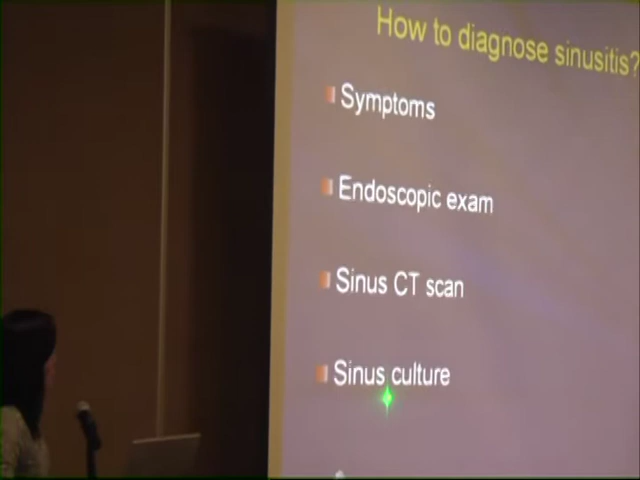 How to diagnose sinusitis?
Symptoms
Endoscopic exam
Sinus CT scan
Sinus culture